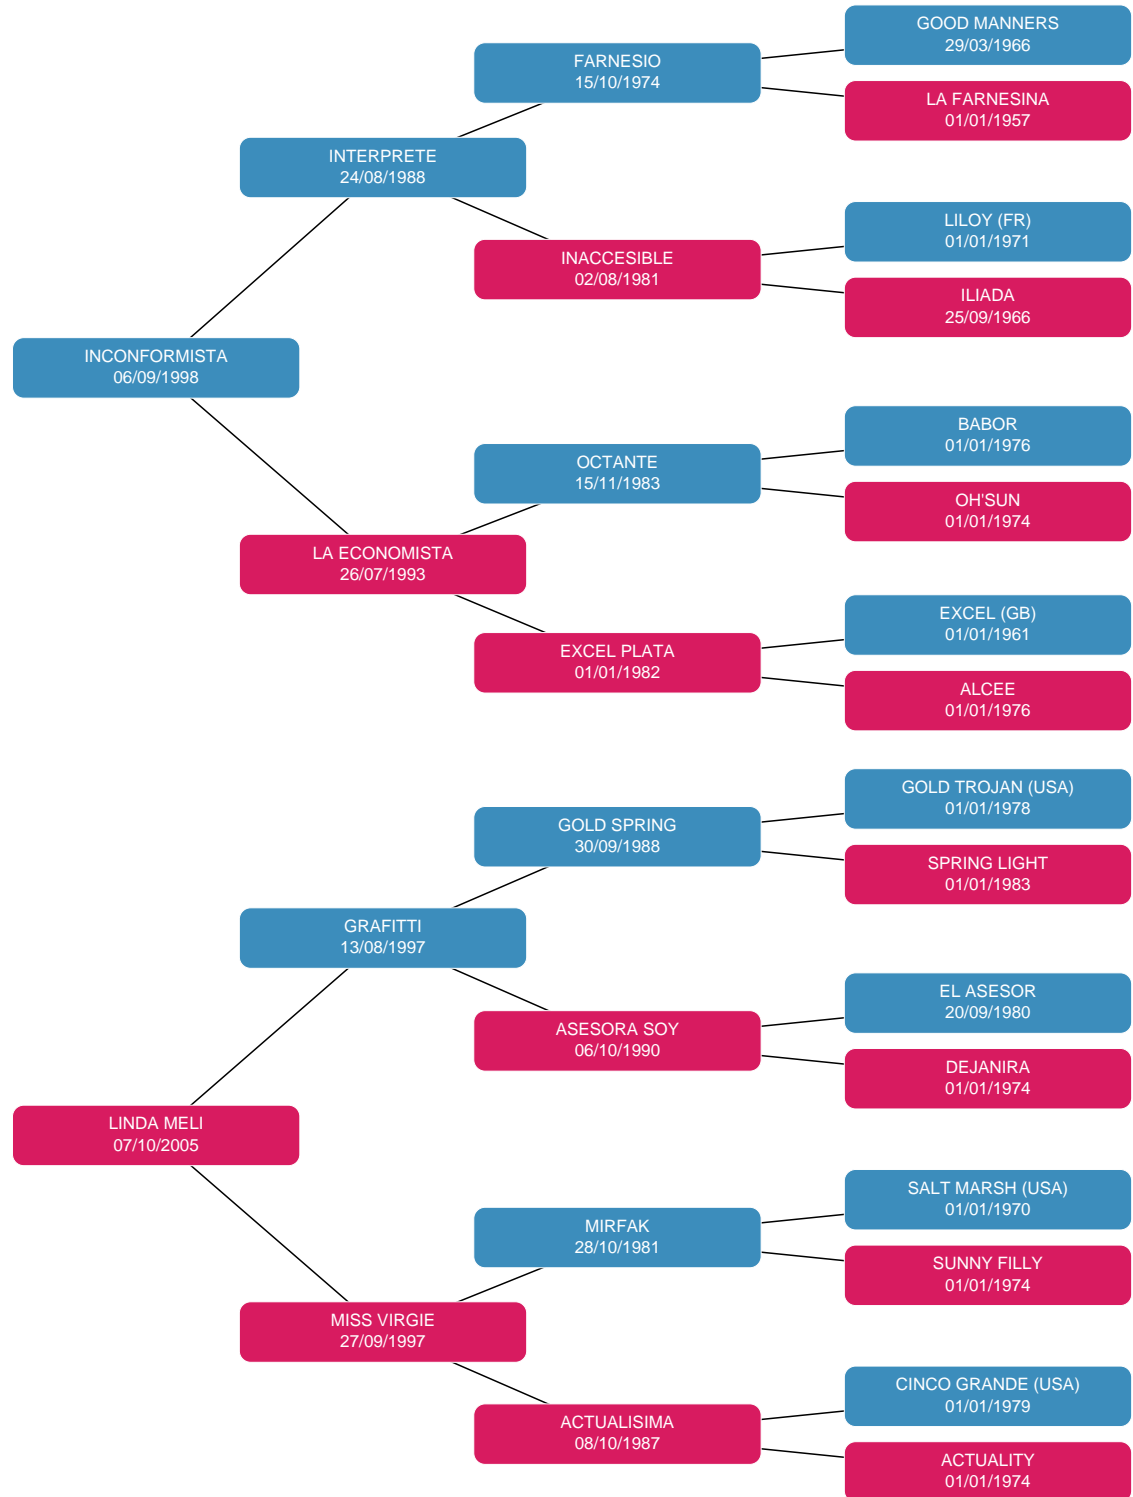 GOOD MANNERS
29/03/1966
FARNESIO
15/10/1974
LA FARNESINA
01/01/1957
INTERPRETE
24/08/1988
LILOY (FR)
01/01/1971
INACCESIBLE
02/08/1981
ILIADA
25/09/1966
INCONFORMISTA
06/09/1998
BABOR
01/01/1976
OCTANTE
15/11/1983
OH'SUN
01/01/1974
LA ECONOMISTA
26/07/1993
EXCEL (GB)
01/01/1961
EXCEL PLATA
01/01/1982
ALCEE
01/01/1976
GOLD TROJAN (USA)
01/01/1978
GOLD SPRING
30/09/1988
SPRING LIGHT
01/01/1983
GRAFITTI
13/08/1997
EL ASESOR
20/09/1980
ASESORA SOY
06/10/1990
DEJANIRA
01/01/1974
LINDA MELI
07/10/2005
SALT MARSH (USA)
01/01/1970
MIRFAK
28/10/1981
SUNNY FILLY
01/01/1974
MISS VIRGIE
27/09/1997
CINCO GRANDE (USA)
01/01/1979
ACTUALISIMA
08/10/1987
ACTUALITY
01/01/1974